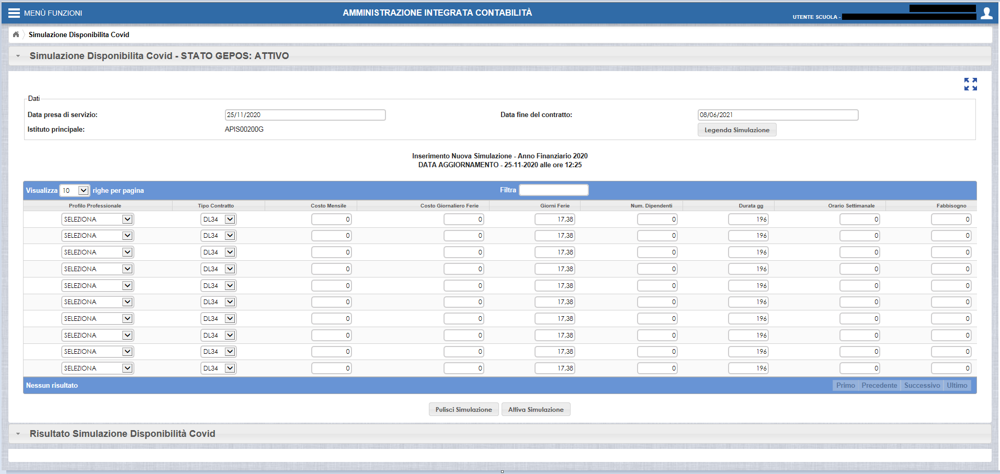 MENÙ FUNZIONI
AMMINISTRAZIONE INTEGRATA CONTABILITÀ
UTENTE SCUOLA -
Simulazione Disponibilita Covid
Simulazione Disponibilita Covid - STATO GEPOS: ATTIVO
Dati
Data presa di servizio: 25/11/2020 Data fine del contratto: 08/06/2021
Istituto principale: APIS00200G Legenda Simulazione
Inserimento Nuova Simulazione - Anno Finanziario 2020
DATA AGGIORNAMENTO - 25-11-2020 alle ore 12:25
Visualizza 10 righe per pagina Filtra
Profilo Professionale Tipo Contratto Costo Mensile Costo Giornaliero Ferie Giorni Ferie Num. Dipendenti Durata gg Orario Settimanale Fabbisogno
SELEZIONA DL34 0 0 17,38 0 196 0 0
SELEZIONA DL34 0 0 17,38 0 196 0 0
SELEZIONA DL34 0 0 17,38 0 196 0 0
SELEZIONA DL34 0 0 17,38 0 196 0 0
SELEZIONA DL34 0 0 17,38 0 196 0 0
SELEZIONA DL34 0 0 17,38 0 196 0 0
SELEZIONA DL34 0 0 17,38 0 196 0 0
SELEZIONA DL34 0 0 17,38 0 196 0 0
SELEZIONA DL34 0 0 17,38 0 196 0 0
SELEZIONA DL34 0 0 17,38 0 196 0 0
Nessun risultato Primo Precedente Successivo Ultimo
Pulisci Simulazione Attiva Simulazione
Risultato Simulazione Disponibilità Covid